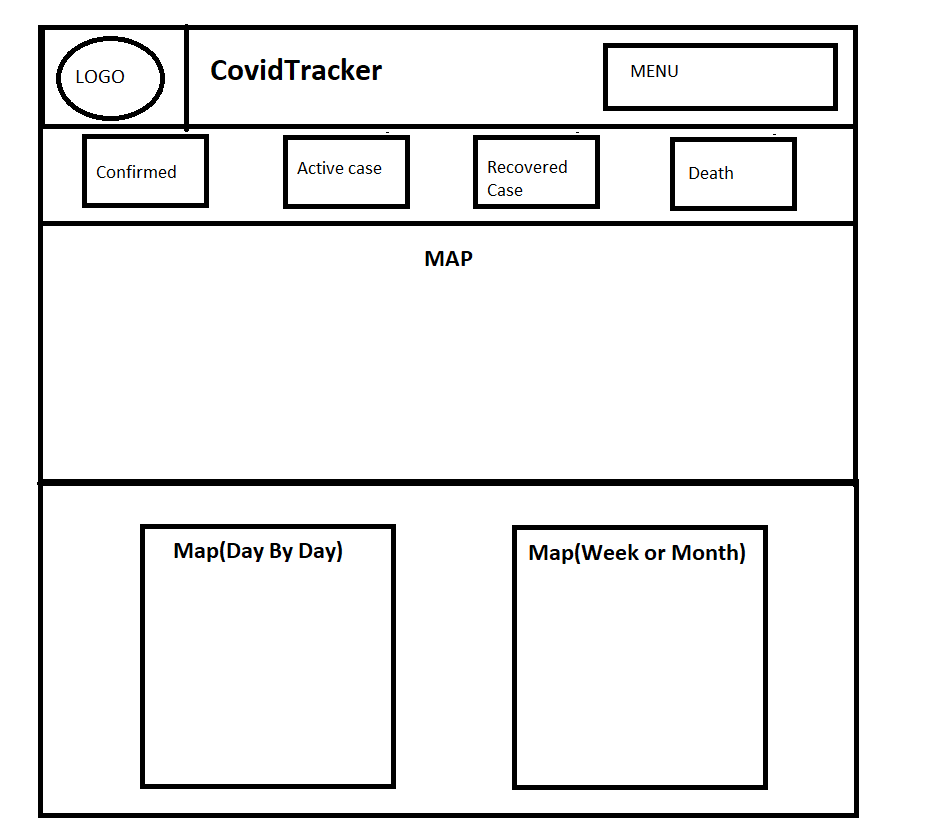 LOGO
CovidTracker
MENU
Confirmed
Active case
Recovered
Case
Death
MAP
Map(Day By Day)
Map(Week or Month)